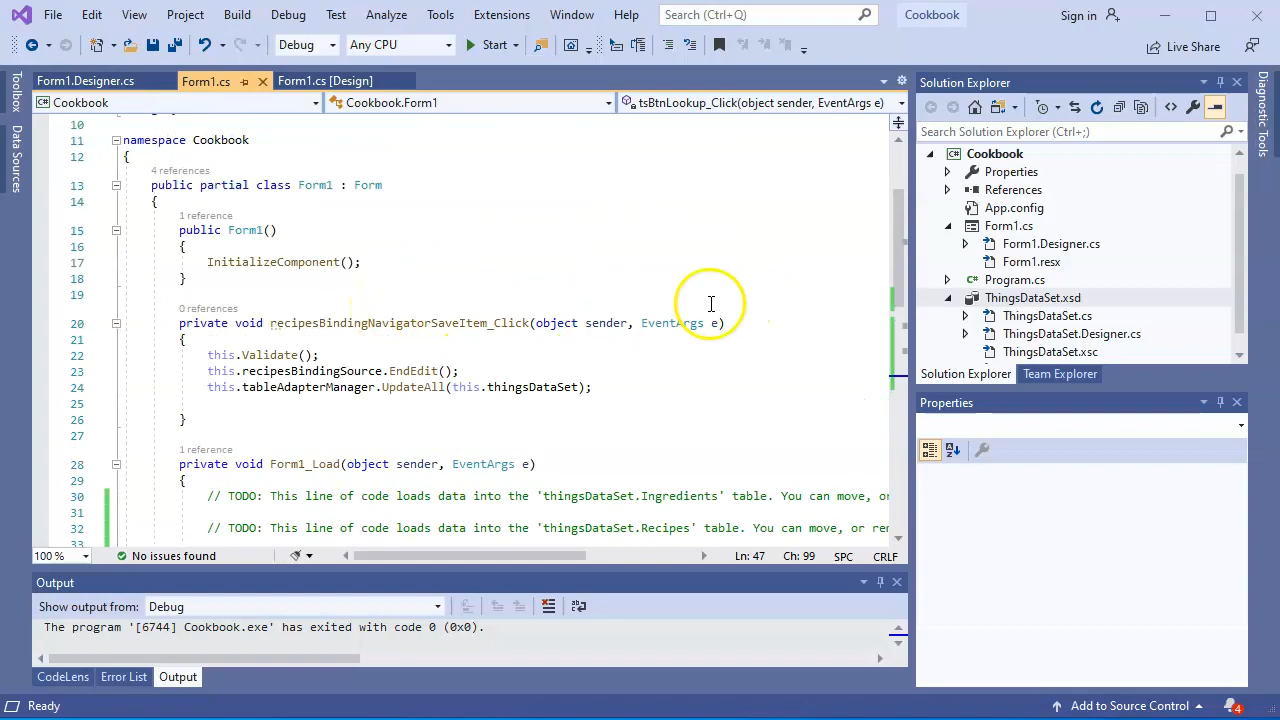 File Edit View Project Build Debug Test Analyze Tools Extensions Window Help Search (Ctrl+Q) Cookbook Sign in
Debug Any CPU Start Live Share
Toolbox
Data Sources
Form1.Designer.cs Form1.cs Form1.cs [Design]
Cookbook Cookbook.Form1 tsBtnLookup_Click(object sender, EventArgs e)
10
11 namespace Cookbook
12 {
4 references
13 public partial class Form1 : Form
14 {
1 reference
15 public Form1()
16 {
17 InitializeComponent();
18 }
19
0 references
20 private void recipesBindingNavigatorSaveItem_Click(object sender, EventArgs e)
21 {
22 this.Validate();
23 this.recipesBindingSource.EndEdit();
24 this.tableAdapterManager.UpdateAll(this.thingsDataSet);
25
26 }
27
1 reference
28 private void Form1_Load(object sender, EventArgs e)
29 {
30 // TODO: This line of code loads data into the 'thingsDataSet.Ingredients' table. You can move, or
31
32 // TODO: This line of code loads data into the 'thingsDataSet.Recipes' table. You can move, or rem
33
100 % No issues found Ln: 47 Ch: 99 SPC CRLF
Output
Show output from: Debug
The program '[6744] Cookbook.exe' has exited with code 0 (0x0).
CodeLens Error List Output
Solution Explorer
Search Solution Explorer (Ctrl+;)
C# Cookbook
Properties
References
App.config
Form1.cs
Form1.Designer.cs
Form1.resx
C# Program.cs
ThingsDataSet.xsd
ThingsDataSet.cs
ThingsDataSet.Designer.cs
ThingsDataSet.xsc
Solution Explorer Team Explorer
Properties
Diagnostic Tools
Ready Add to Source Control 4